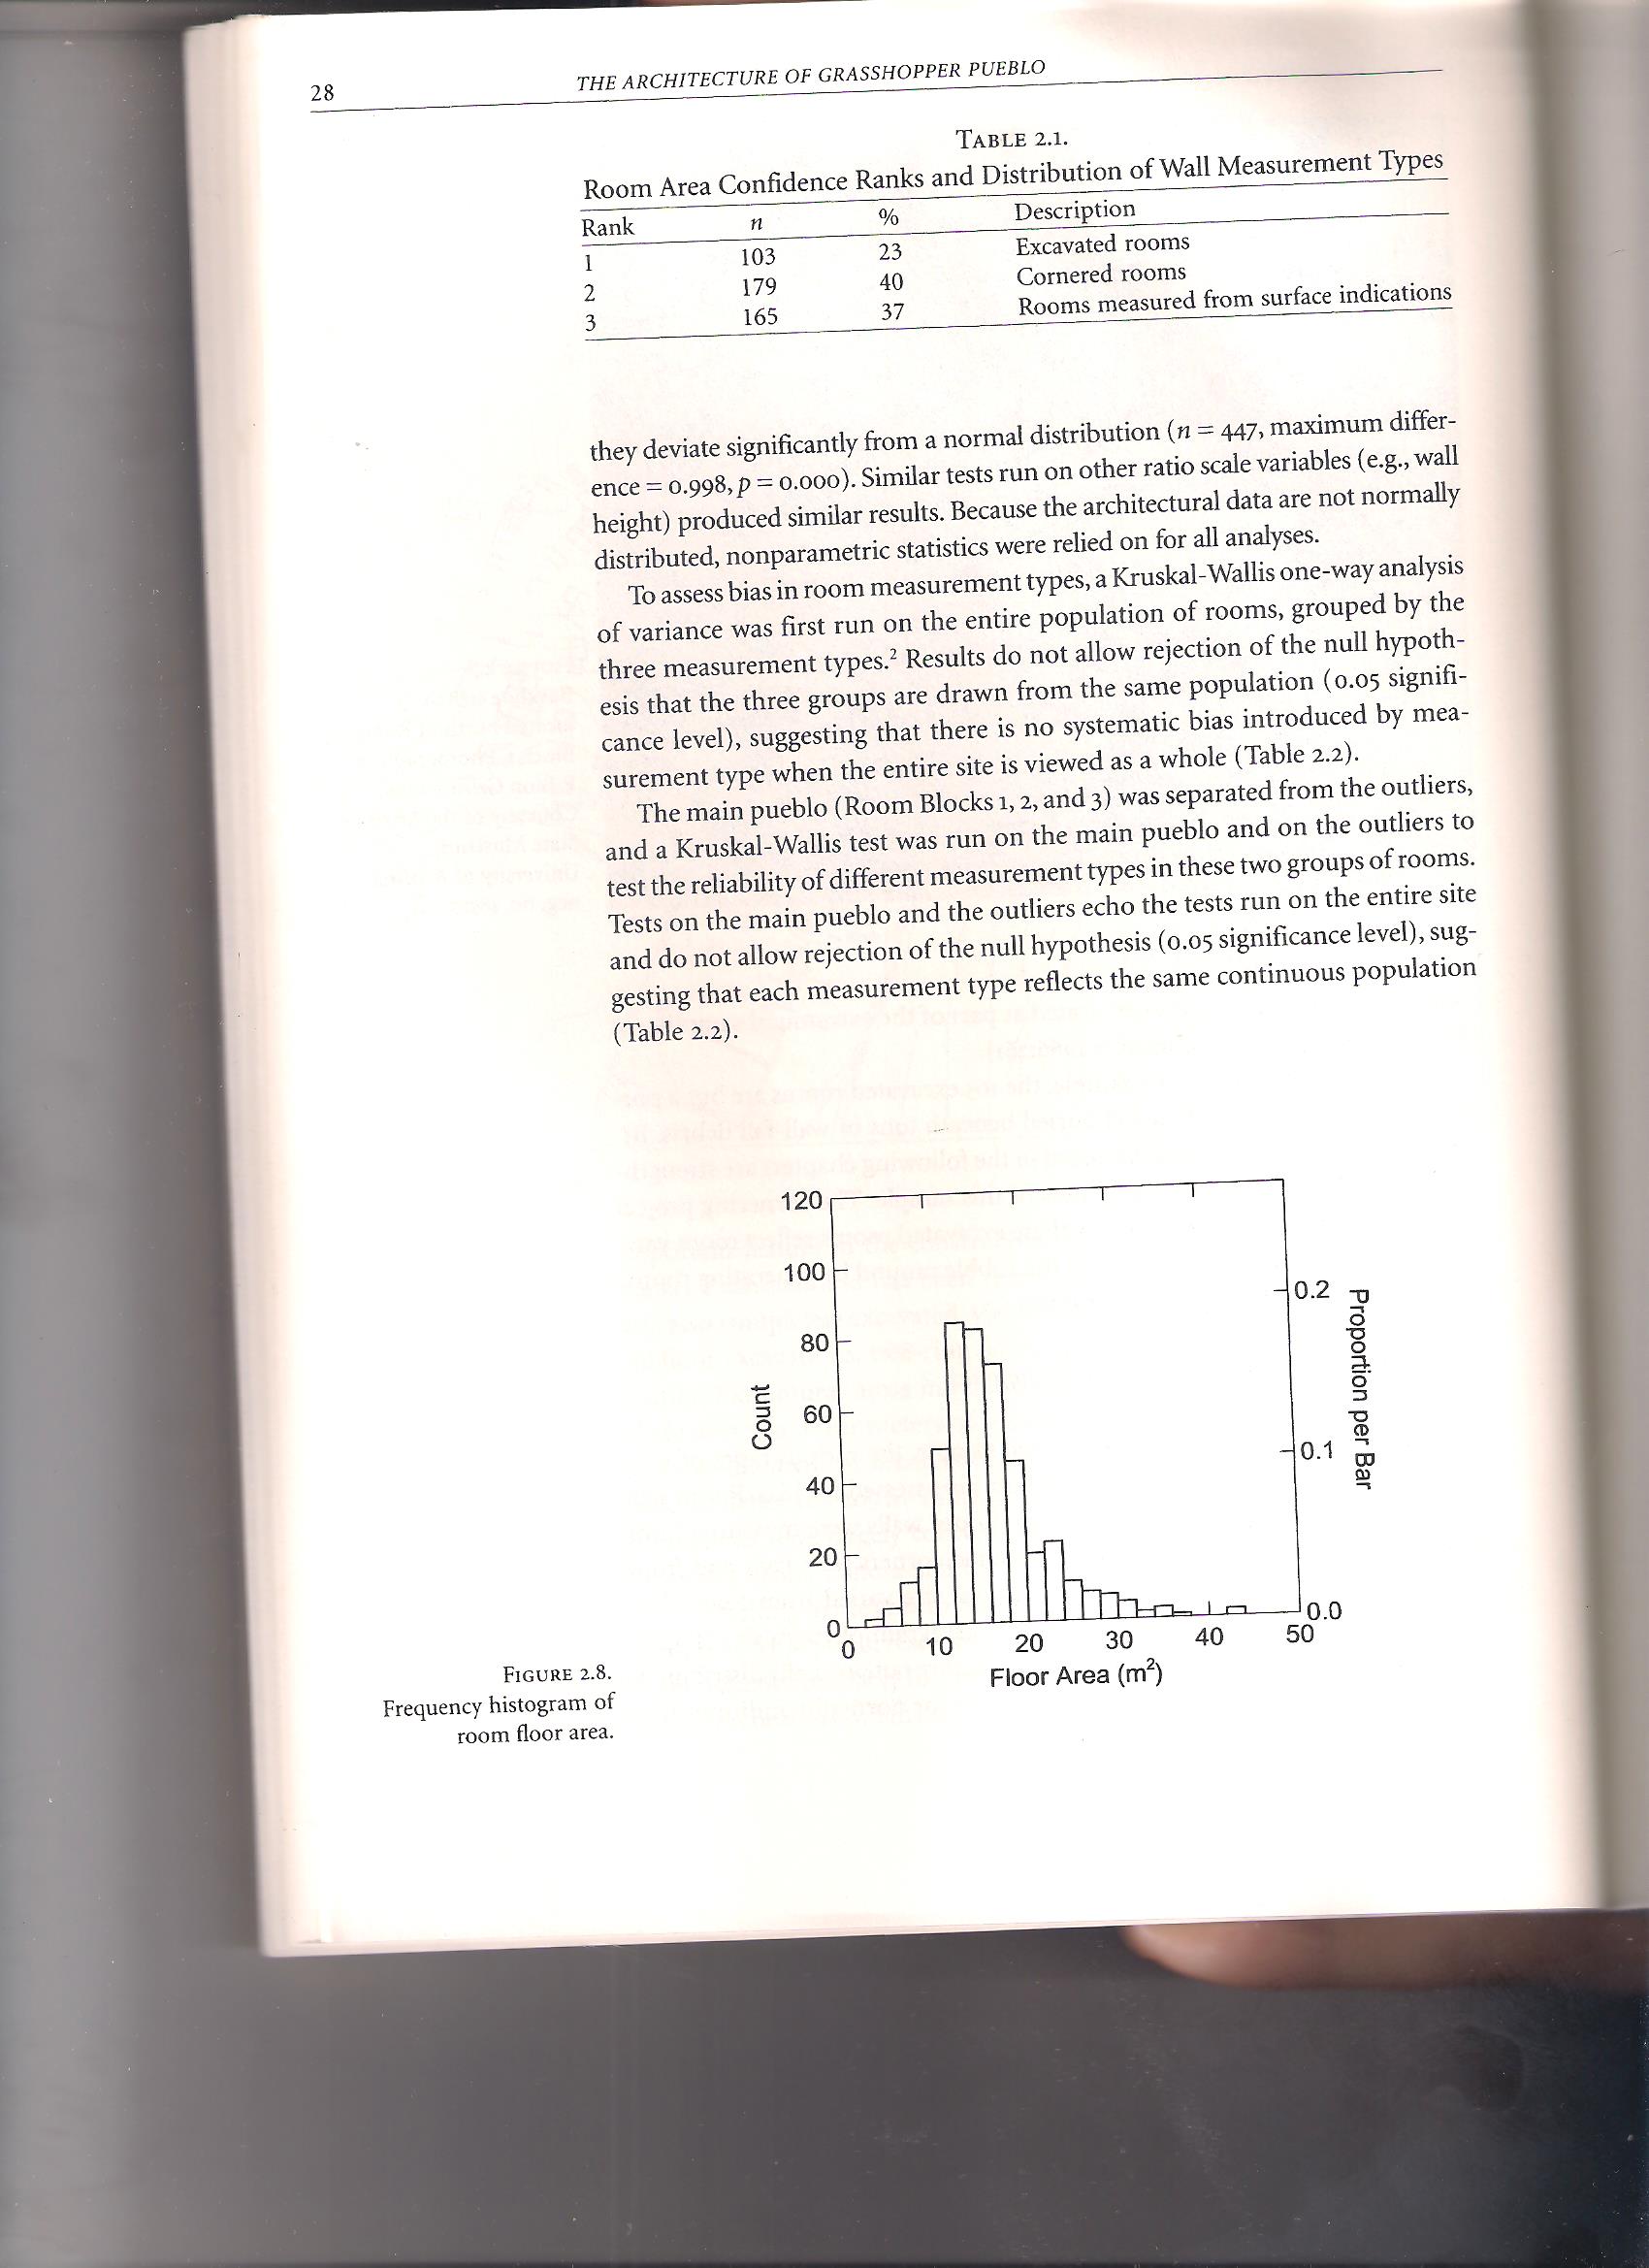 28
THE ARCHITECTURE OF GRASSHOPPER PUEBLO
TABLE 2.1.
Room Area Confidence Ranks and Distribution of Wall Measurement Types
Rank n % Description
1 103 23 Excavated rooms
2 179 40 Cornered rooms
3 165 37 Rooms measured from surface indications
they deviate significantly from a normal distribution (n = 447, maximum differ-
ence = 0.998, p = 0.000). Similar tests run on other ratio scale variables (e.g., wall
height) produced similar results. Because the architectural data are not normally
distributed, nonparametric statistics were relied on for all analyses.
To assess bias in room measurement types, a Kruskal-Wallis one-way analysis
of variance was first run on the entire population of rooms, grouped by the
three measurement types.² Results do not allow rejection of the null hypoth-
esis that the three groups are drawn from the same population (0.05 signifi-
cance level), suggesting that there is no systematic bias introduced by mea-
surement type when the entire site is viewed as a whole (Table 2.2).
The main pueblo (Room Blocks 1, 2, and 3) was separated from the outliers,
and a Kruskal-Wallis test was run on the main pueblo and on the outliers to
test the reliability of different measurement types in these two groups of rooms.
Tests on the main pueblo and the outliers echo the tests run on the entire site
and do not allow rejection of the null hypothesis (0.05 significance level), sug-
gesting that each measurement type reflects the same continuous population
(Table 2.2).
120
100
80
60
40
20
0
Count
0.2
0.1
0.0
Proportion per Bar
0 10 20 30 40 50
Floor Area (m²)
FIGURE 2.8.
Frequency histogram of
room floor area.